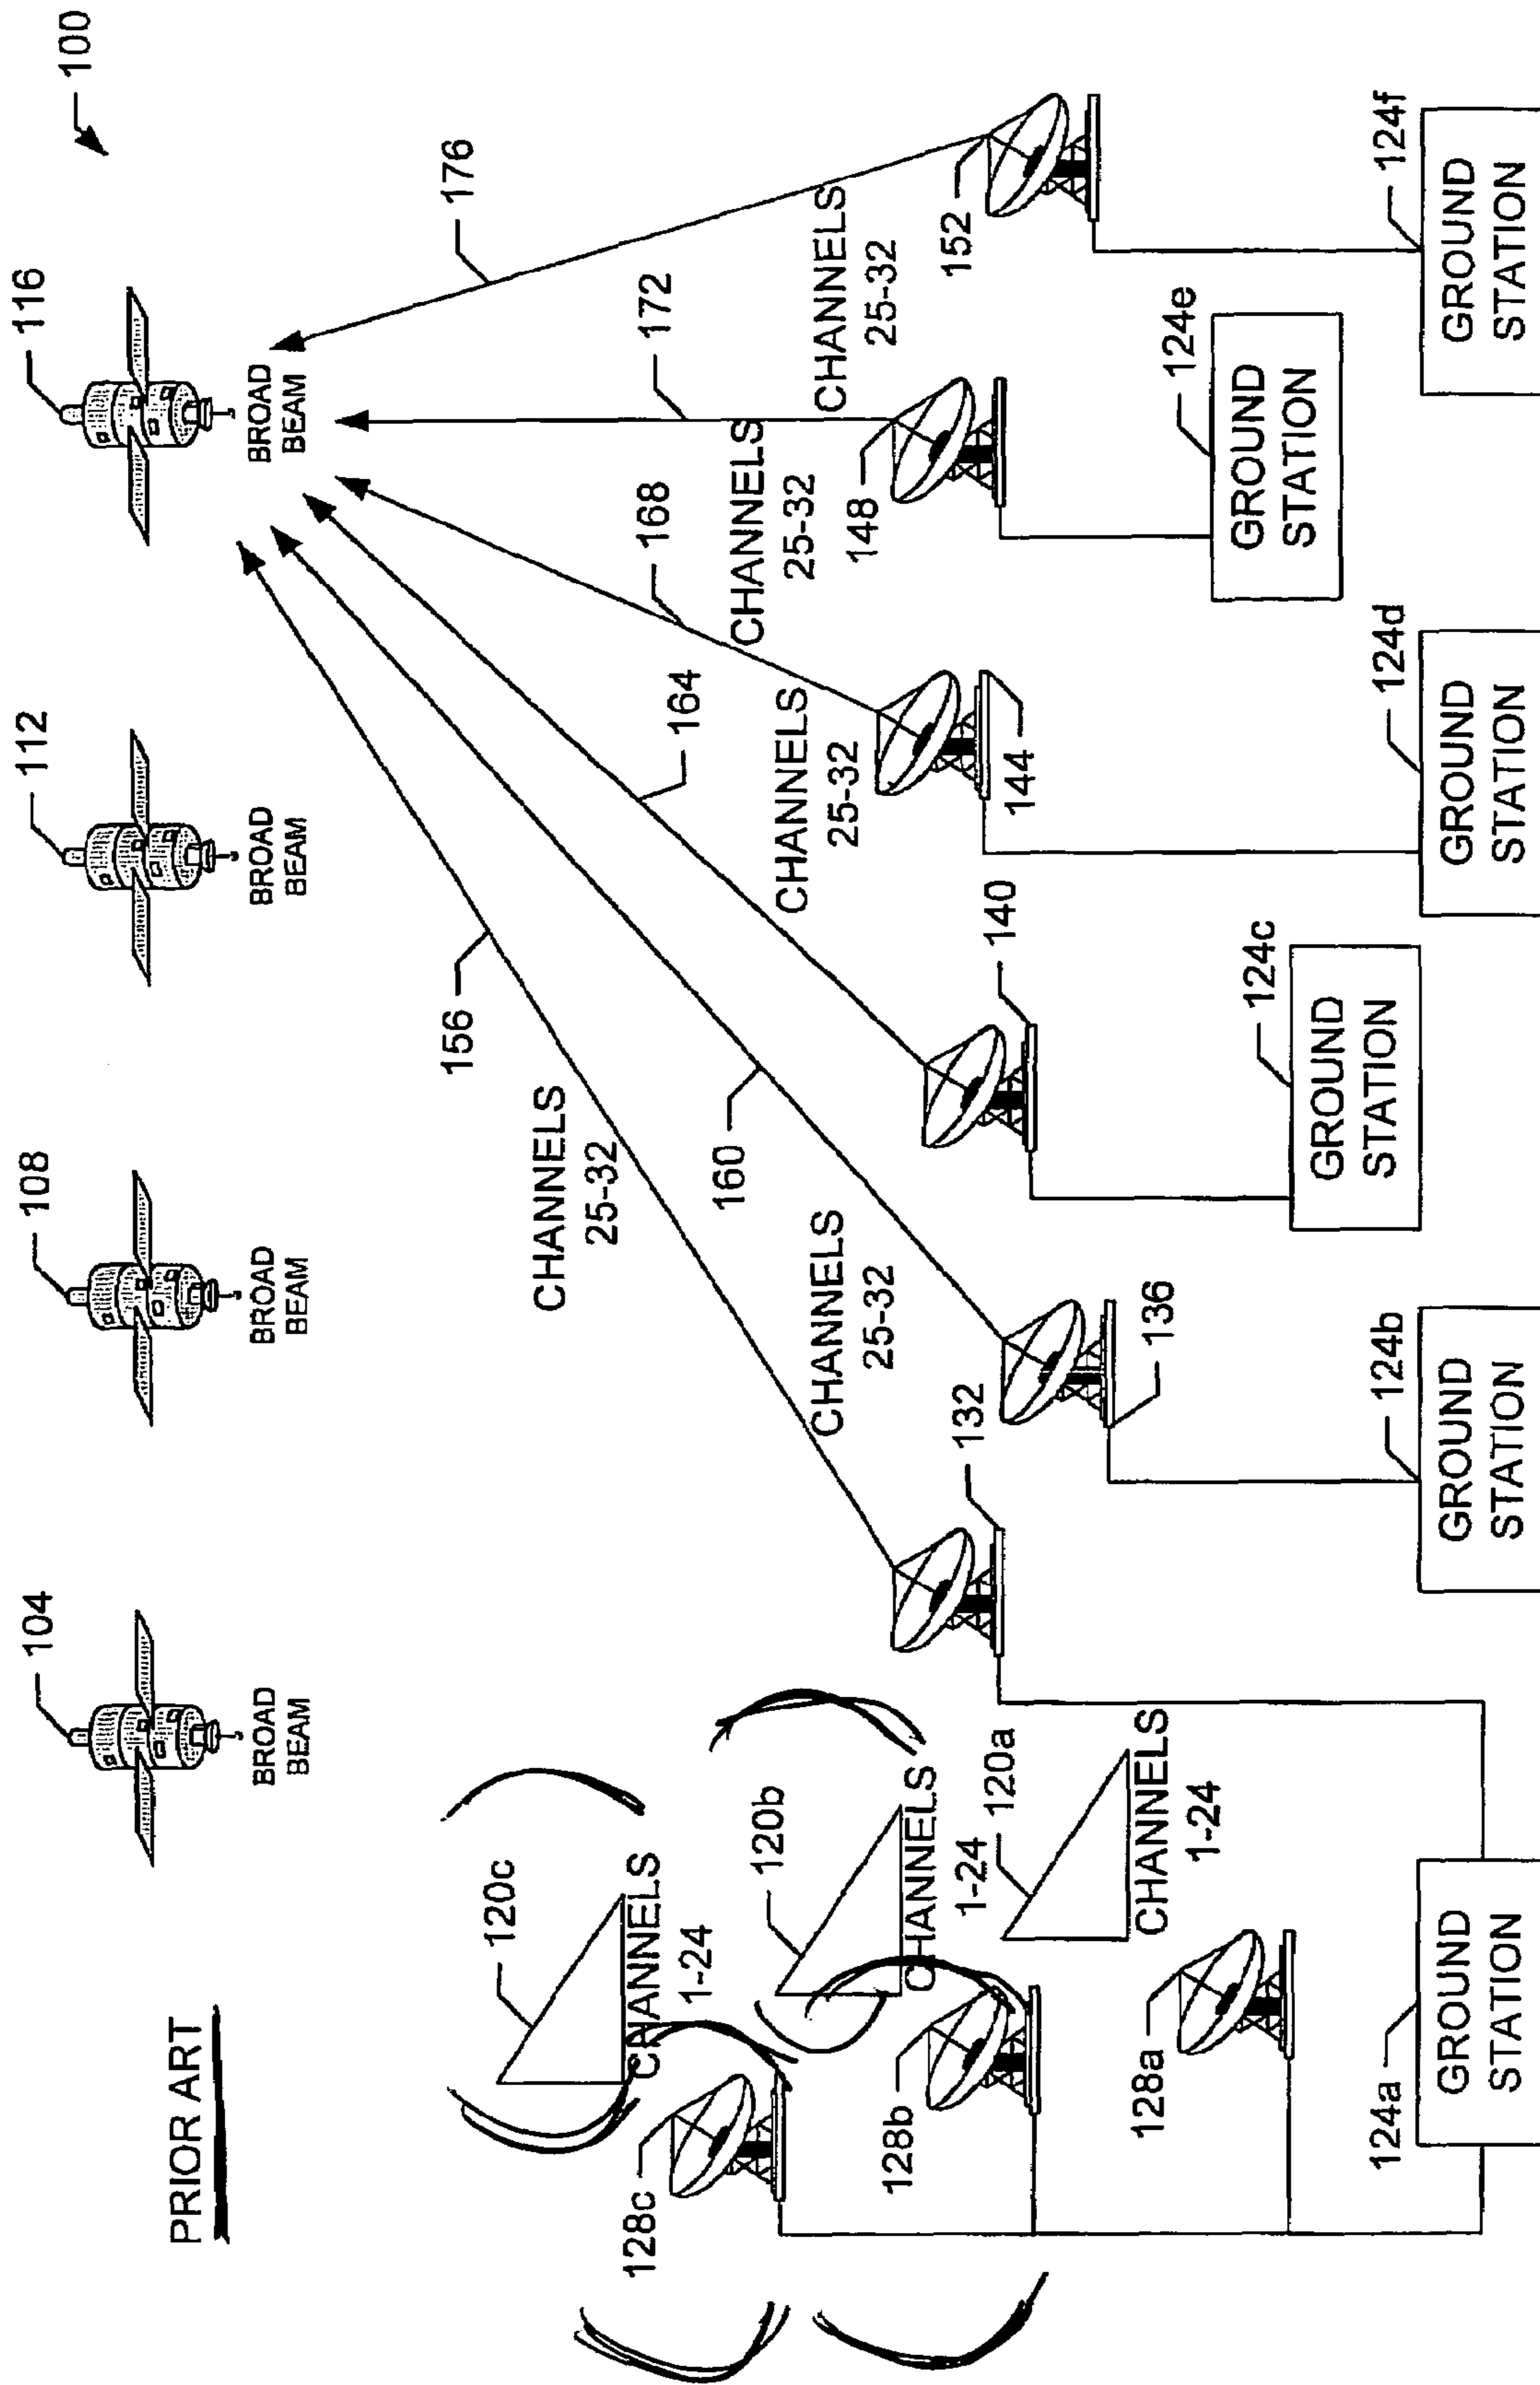 PRIOR ART
100
104
108
112
116
BROAD
BEAM
BROAD
BEAM
BROAD
BEAM
BROAD
BEAM
156
160
164
168
172
176
CHANNELS
25-32
CHANNELS
25-32
CHANNELS
25-32
CHANNELS
25-32
CHANNELS
25-32
120c
CHANNELS
1-24
120b
CHANNELS
1-24
120a
CHANNELS
1-24
128c
128b
128a
132
136
140
144
148
152
124a
GROUND
STATION
124b
GROUND
STATION
124c
GROUND
STATION
124d
GROUND
STATION
124e
GROUND
STATION
124f
GROUND
STATION